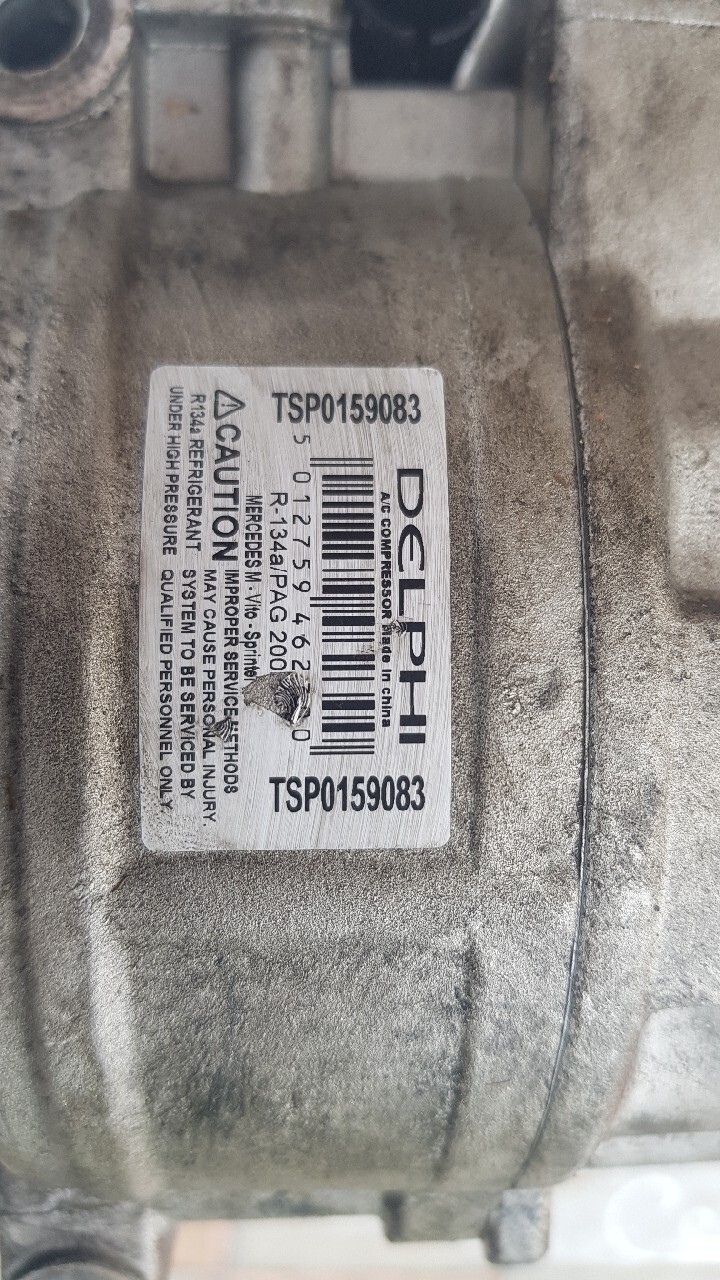 DELPHI
A/C COMPRESSOR Made in china
TSP0159083
TSP0159083
5 012759 462 0
R-134a/PAG 200
MERCEDES M - Vito - Sprinter
CAUTION
IMPROPER SERVICE METHODS
MAY CAUSE PERSONAL INJURY.
R134a REFRIGERANT SYSTEM TO BE SERVICED BY
UNDER HIGH PRESSURE QUALIFIED PERSONNEL ONLY.